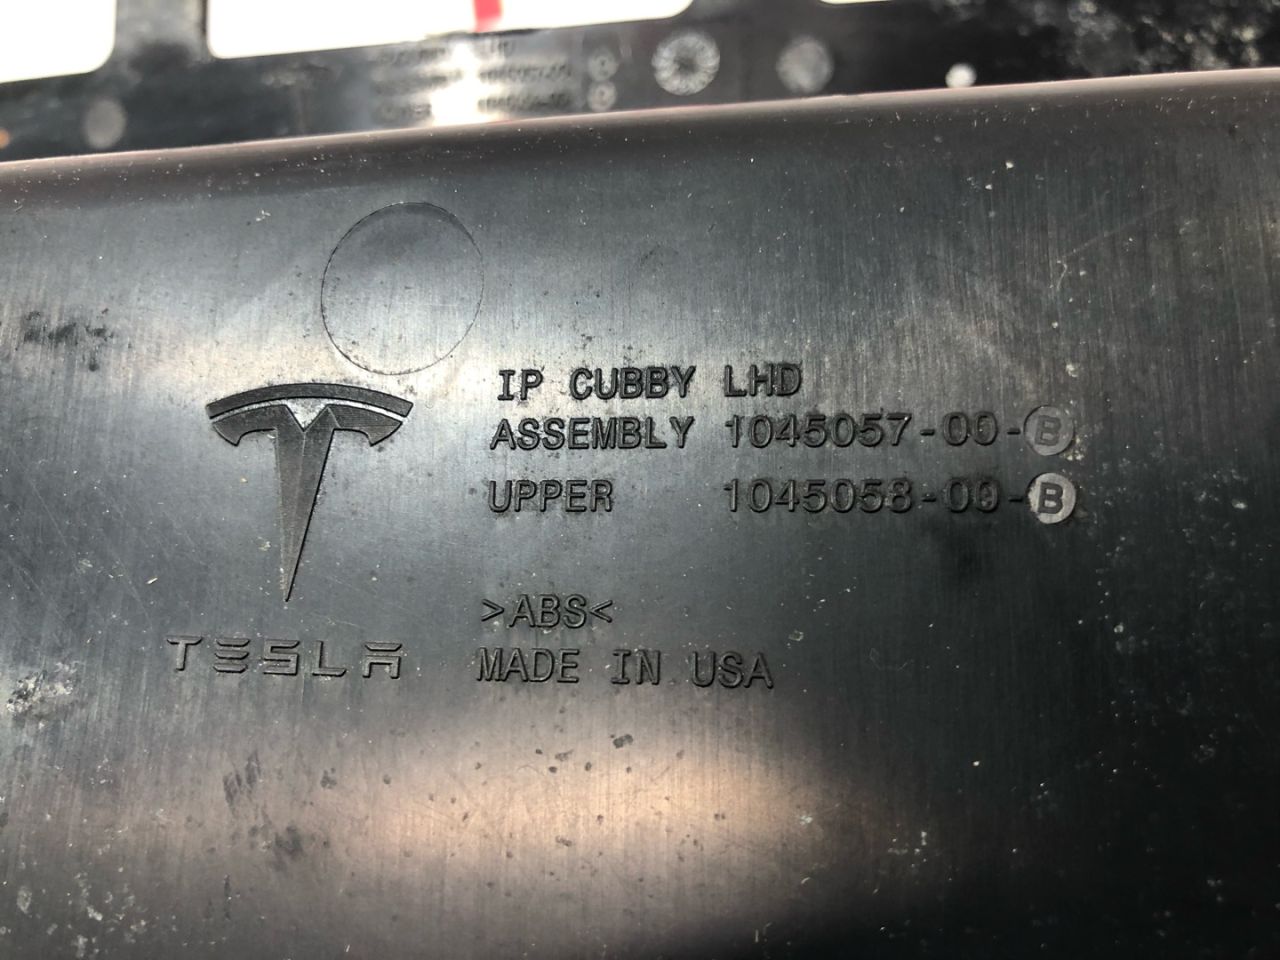 IP CUBBY LHD
ASSEMBLY 1045057-00-B
UPPER 1045058-00-B
>ABS<
MADE IN USA
TESLA